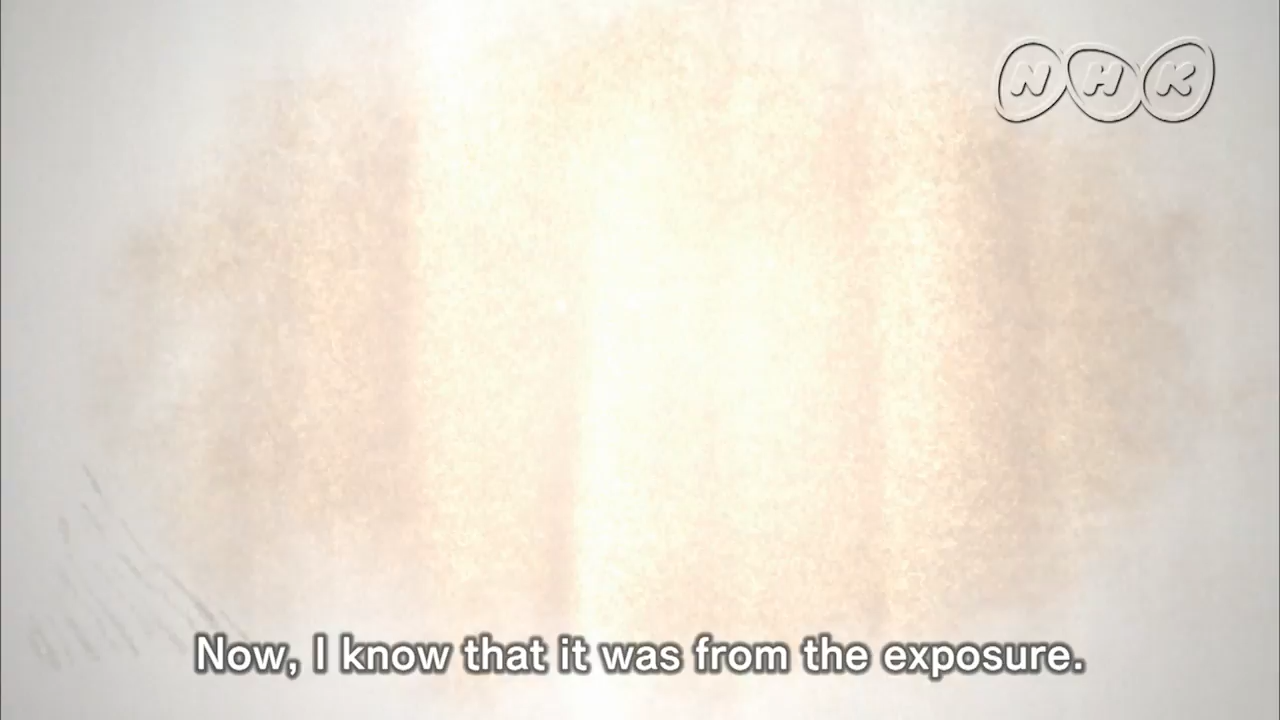 NHK
Now, I know that it was from the exposure.